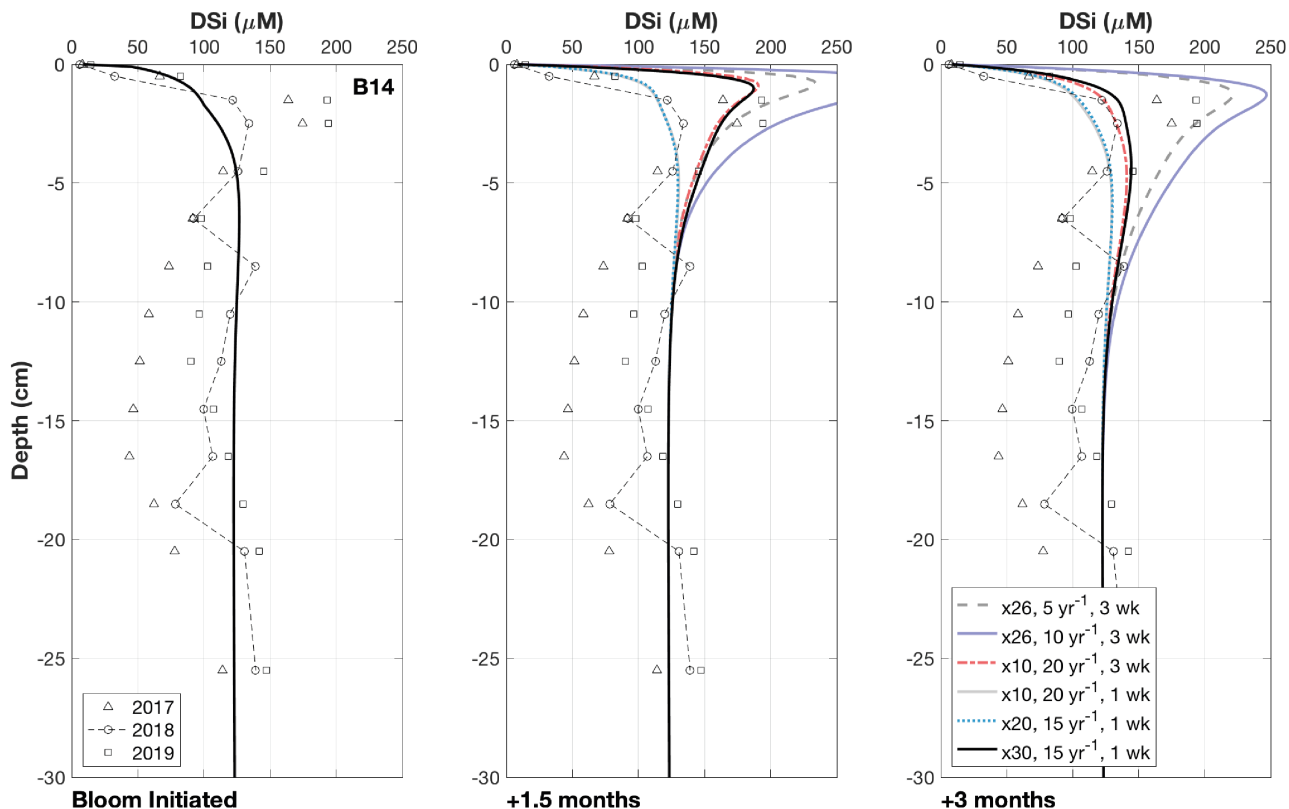 DSi (μM)
DSi (μM)
DSi (μM)
0 50 100 150 200 250
0 50 100 150 200 250
0 50 100 150 200 250
B14
Depth (cm)
0
-5
-10
-15
-20
-25
-30
0
-5
-10
-15
-20
-25
-30
0
-5
-10
-15
-20
-25
-30
2017
2018
2019
x26, 5 yr⁻¹, 3 wk
x26, 10 yr⁻¹, 3 wk
x10, 20 yr⁻¹, 3 wk
x10, 20 yr⁻¹, 1 wk
x20, 15 yr⁻¹, 1 wk
x30, 15 yr⁻¹, 1 wk
Bloom Initiated
+1.5 months
+3 months